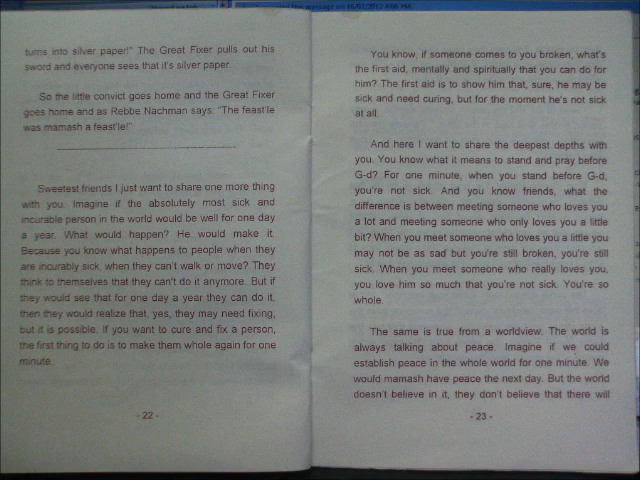 message on 06/01/2012 4:06 PM
turns into silver paper!" The Great Fixer pulls out his
sword and everyone sees that it's silver paper.
So the little convict goes home and the Great Fixer
goes home and as Rebbe Nachman says: "The feast'le
was mamash a feast'le!"
Sweetest friends I just want to share one more thing
with you. Imagine if the absolutely most sick and
incurable person in the world would be well for one day
a year. What would happen? He would make it.
Because you know what happens to people when they
are incurably sick, when they can't walk or move? They
think to themselves that they can't do it anymore. But if
they would see that for one day a year they can do it,
then they would realize that, yes, they may need fixing,
but it is possible. If you want to cure and fix a person,
the first thing to do is to make them whole again for one
minute.
- 22 -
You know, if someone comes to you broken, what's
the first aid, mentally and spiritually that you can do for
him? The first aid is to show him that, sure, he may be
sick and need curing, but for the moment he's not sick
at all.
And here I want to share the deepest depths with
you. You know what it means to stand and pray before
G-d? For one minute, when you stand before G-d,
you're not sick. And you know friends, what the
difference is between meeting someone who loves you
a lot and meeting someone who only loves you a little
bit? When you meet someone who loves you a little you
may not be as sad but you're still broken, you're still
sick. When you meet someone who really loves you,
you love him so much that you're not sick. You're so
whole.
The same is true from a worldview. The world is
always talking about peace. Imagine if we could
establish peace in the whole world for one minute. We
would mamash have peace the next day. But the world
doesn't believe in it, they don't believe that there will
- 23 -